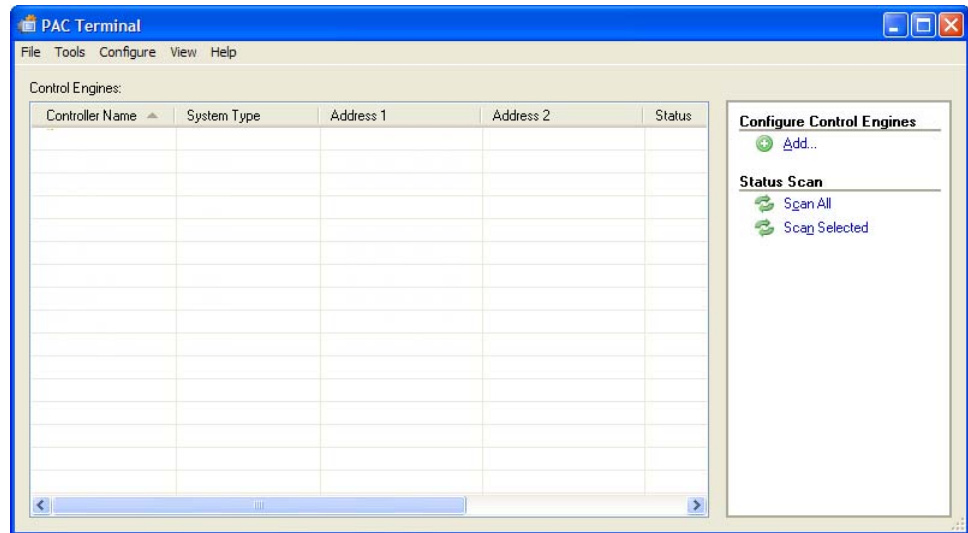 PAC Terminal
File Tools Configure View Help
Control Engines:
Controller Name System Type Address 1 Address 2 Status
Configure Control Engines
Add...
Status Scan
Scan All
Scan Selected